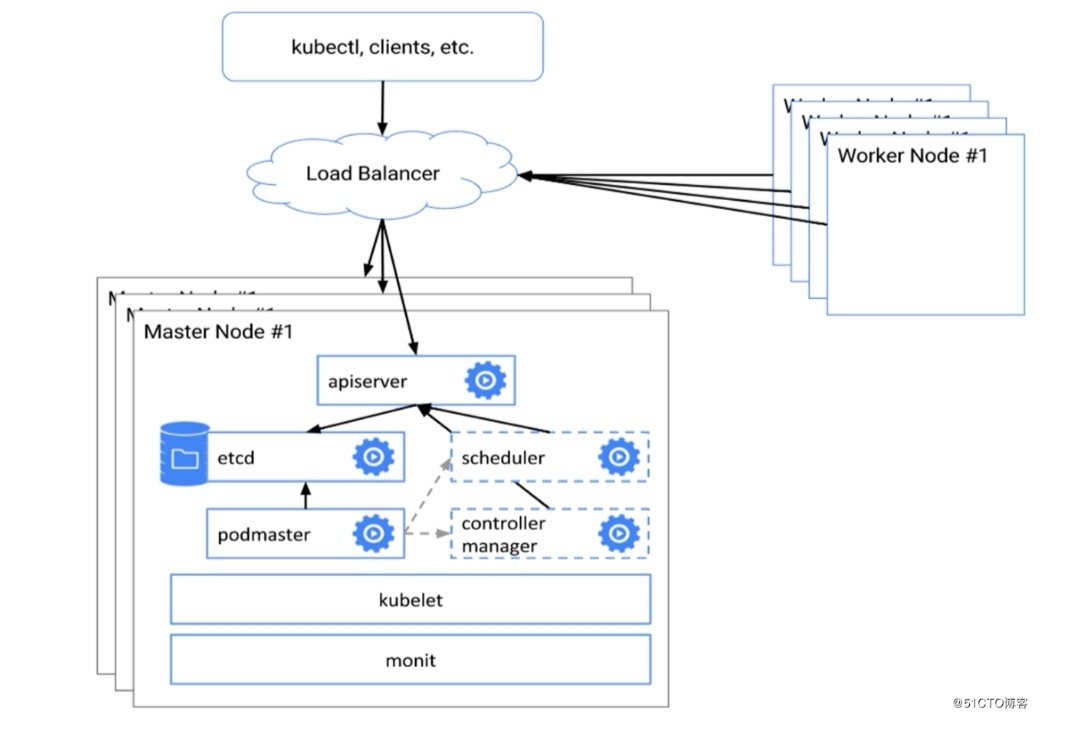 kubectl, clients, etc.
Load Balancer
Worker Node #1
Master Node #1
apiserver
etcd
scheduler
podmaster
controller
manager
kubelet
monit
@51CTO博客